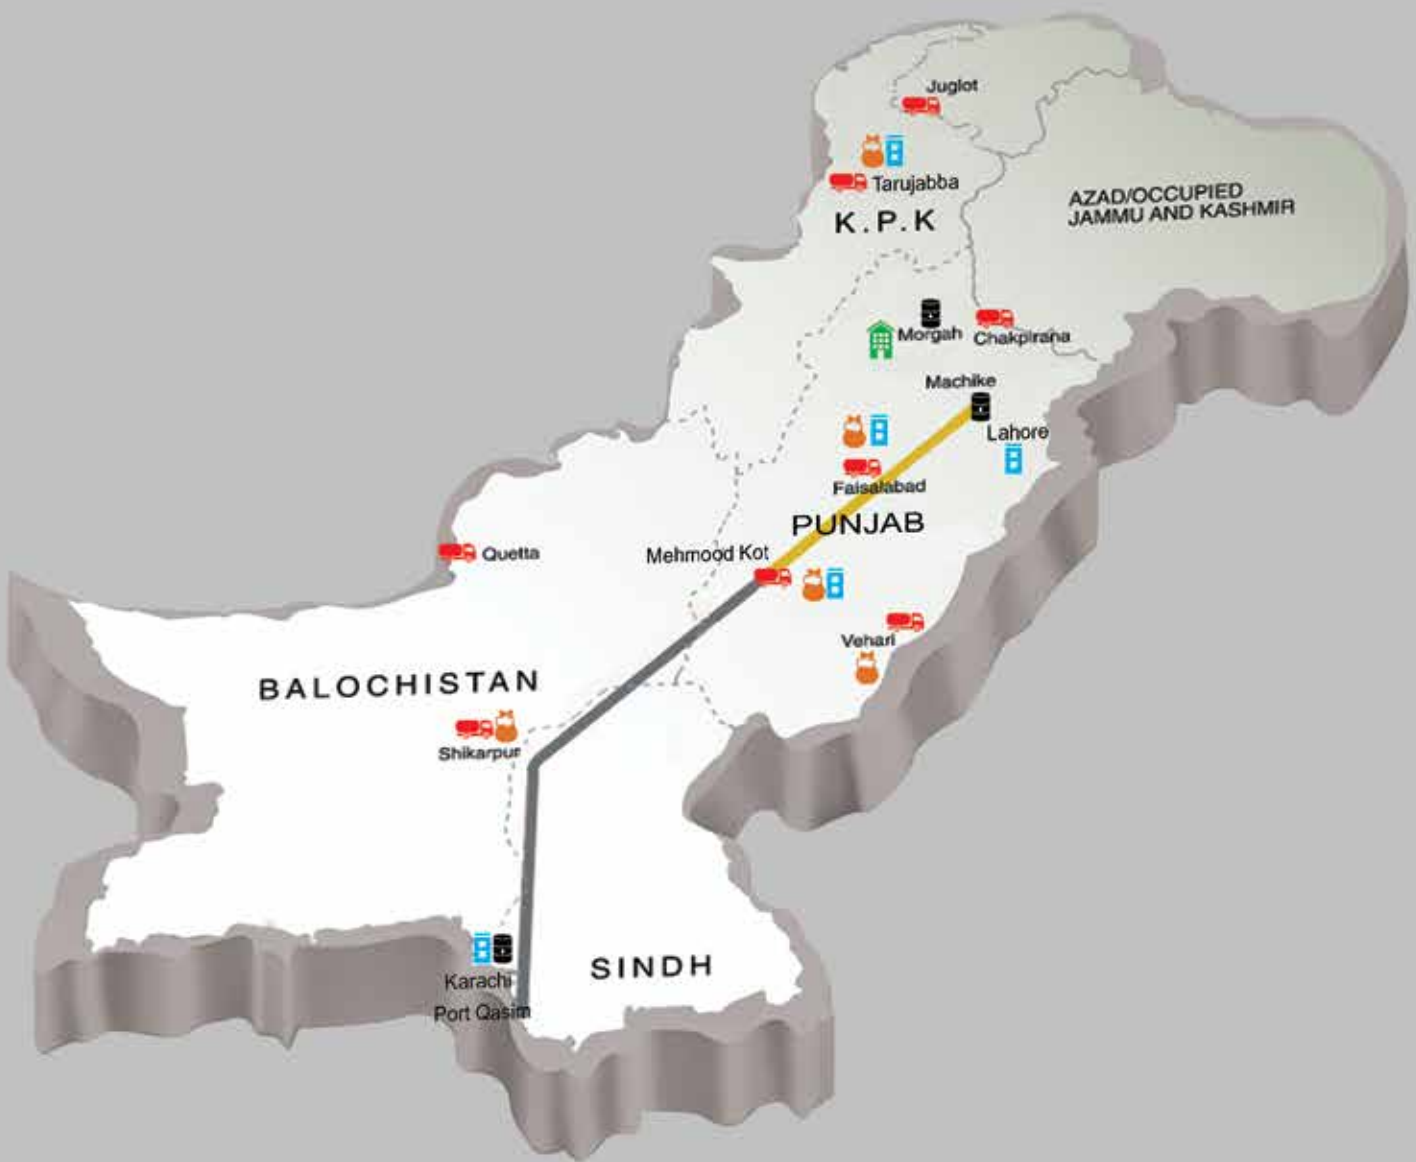 Juglot
Tarujabba
K.P.K
AZAD/OCCUPIED
JAMMU AND KASHMIR
Morgah
Chakpirana
Machike
Lahore
Faisalabad
PUNJAB
Mehmood Kot
Quetta
Vehari
BALOCHISTAN
Shikarpur
SINDH
Karachi
Port Qasim